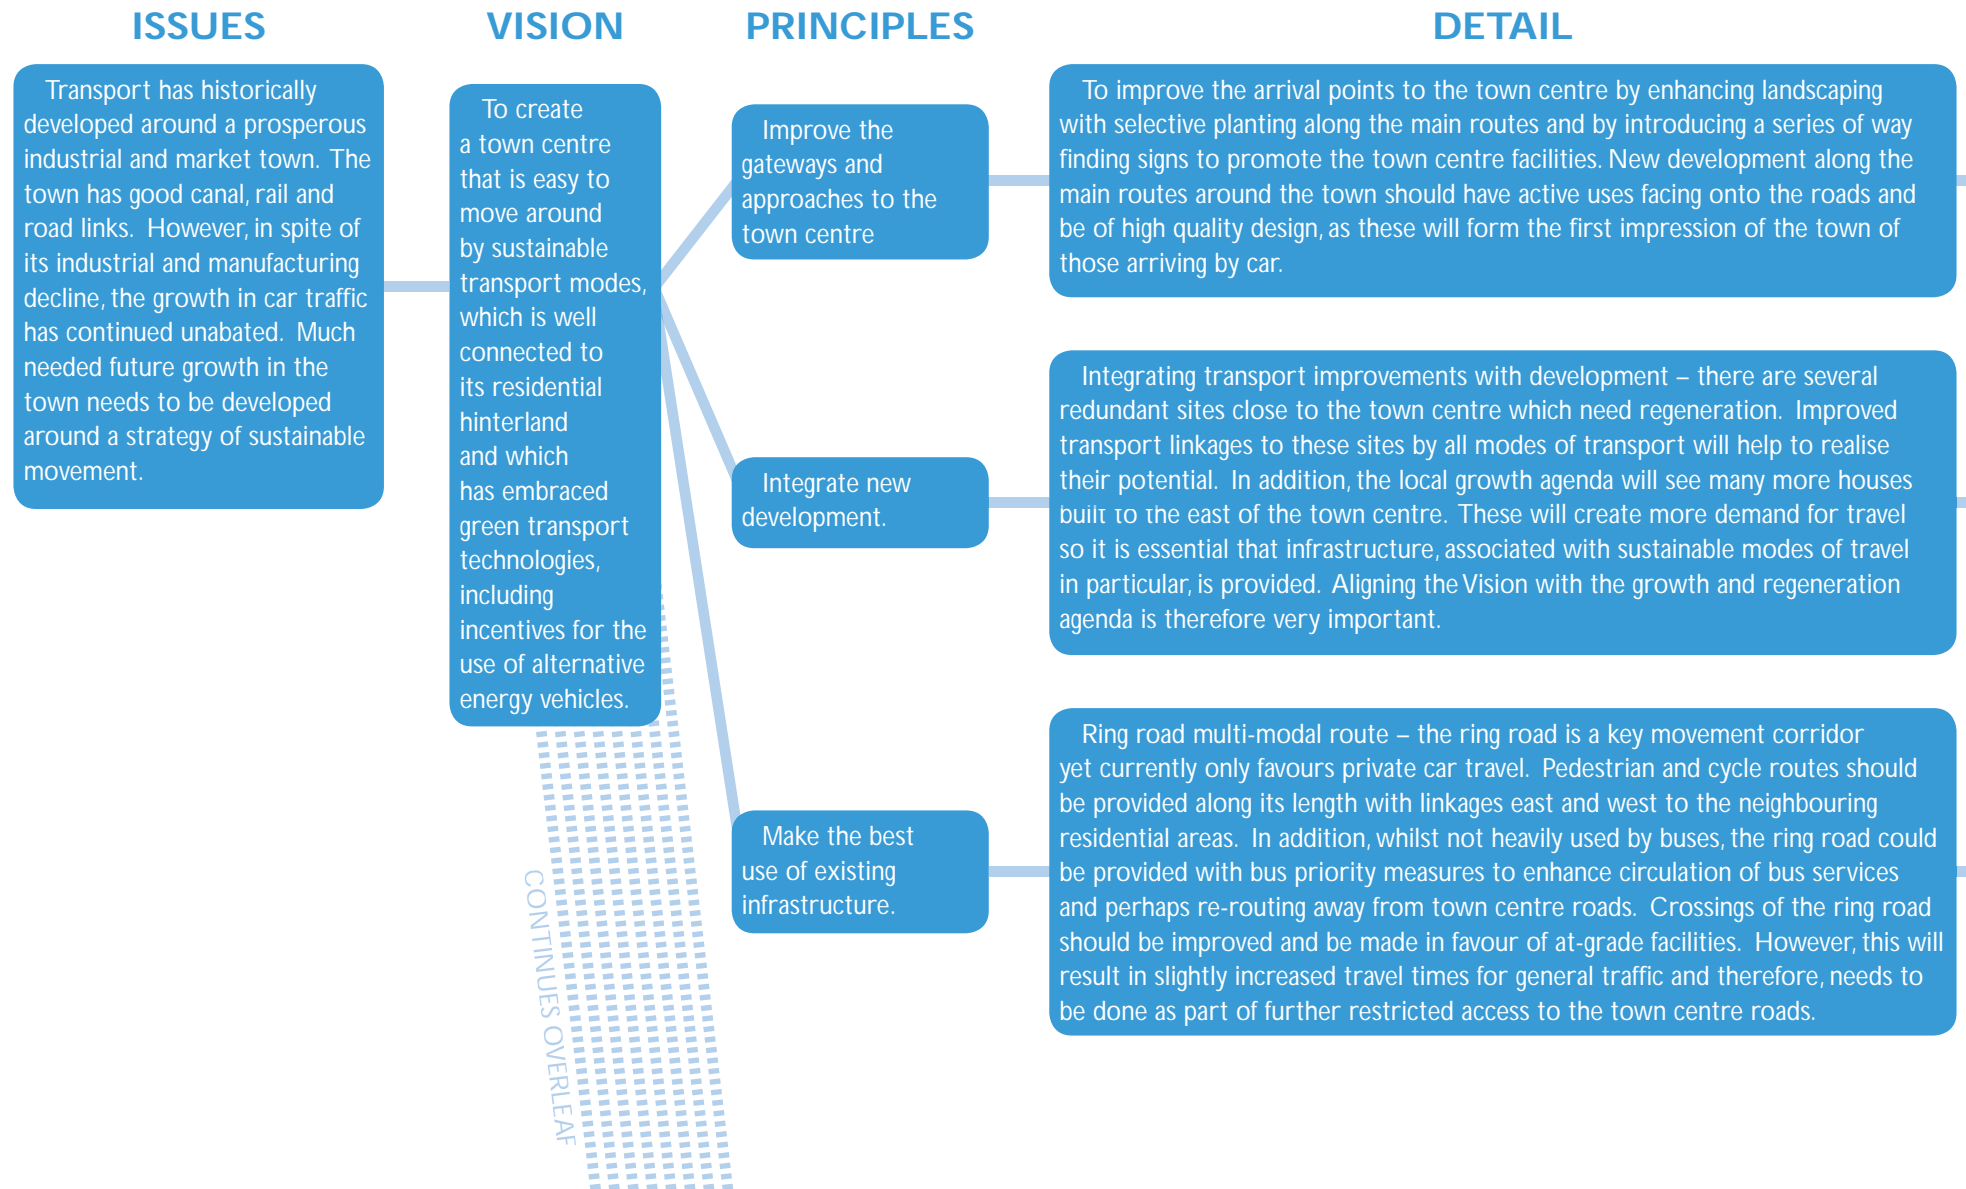 ISSUES
VISION
PRINCIPLES
DETAIL
Transport has historically
developed around a prosperous
industrial and market town. The
town has good canal, rail and
road links. However, in spite of
its industrial and manufacturing
decline, the growth in car traffic
has continued unabated. Much
needed future growth in the
town needs to be developed
around a strategy of sustainable
movement.
To create
a town centre
that is easy to
move around
by sustainable
transport modes,
which is well
connected to
its residential
hinterland
and which
has embraced
green transport
technologies,
including
incentives for the
use of alternative
energy vehicles.
Improve the
gateways and
approaches to the
town centre
To improve the arrival points to the town centre by enhancing landscaping
with selective planting along the main routes and by introducing a series of way
finding signs to promote the town centre facilities. New development along the
main routes around the town should have active uses facing onto the roads and
be of high quality design, as these will form the first impression of the town of
those arriving by car.
Integrate new
development.
Integrating transport improvements with development – there are several
redundant sites close to the town centre which need regeneration. Improved
transport linkages to these sites by all modes of transport will help to realise
their potential. In addition, the local growth agenda will see many more houses
built to the east of the town centre. These will create more demand for travel
so it is essential that infrastructure, associated with sustainable modes of travel
in particular, is provided. Aligning the Vision with the growth and regeneration
agenda is therefore very important.
Make the best
use of existing
infrastructure.
Ring road multi-modal route – the ring road is a key movement corridor
yet currently only favours private car travel. Pedestrian and cycle routes should
be provided along its length with linkages east and west to the neighbouring
residential areas. In addition, whilst not heavily used by buses, the ring road could
be provided with bus priority measures to enhance circulation of bus services
and perhaps re-routing away from town centre roads. Crossings of the ring road
should be improved and be made in favour of at-grade facilities. However, this will
result in slightly increased travel times for general traffic and therefore, needs to
be done as part of further restricted access to the town centre roads.
CONTINUES OVERLEAF